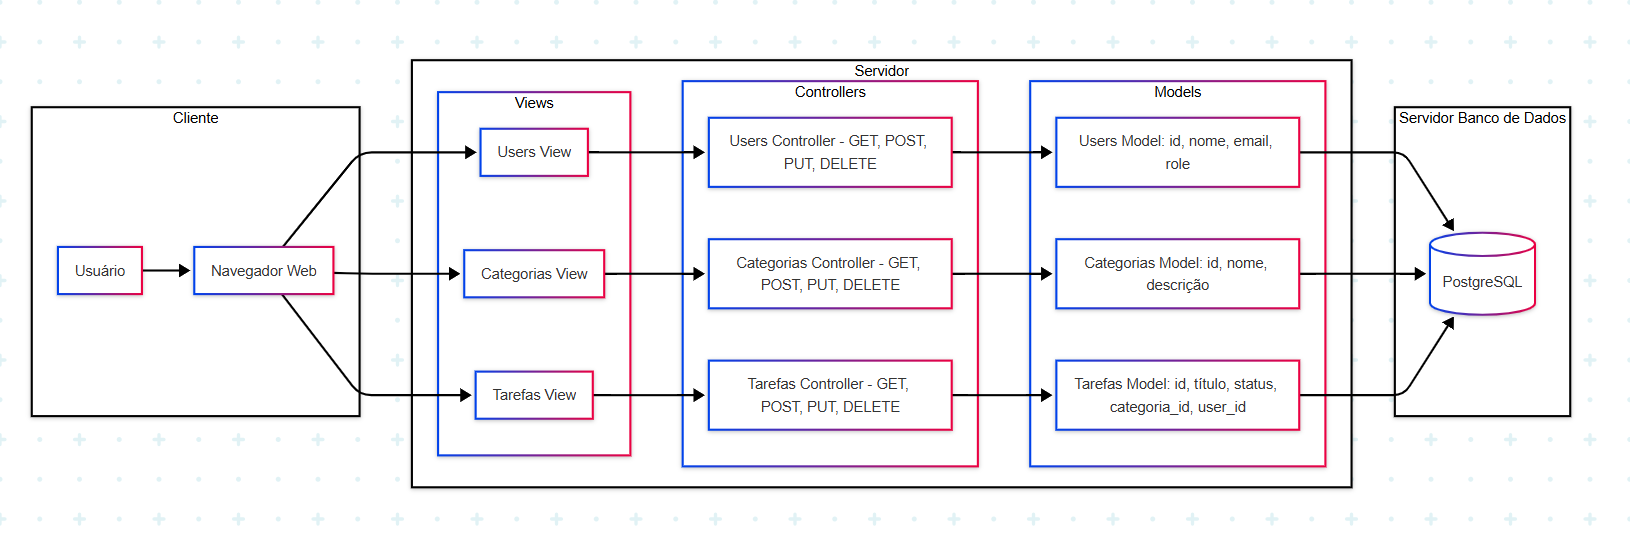 Cliente
Usuário
Navegador Web
Servidor
Views
Users View
Categorias View
Tarefas View
Controllers
Users Controller - GET, POST,
PUT, DELETE
Categorias Controller - GET,
POST, PUT, DELETE
Tarefas Controller - GET,
POST, PUT, DELETE
Models
Users Model: id, nome, email,
role
Categorias Model: id, nome,
descrição
Tarefas Model: id, título, status,
categoria_id, user_id
Servidor Banco de Dados
PostgreSQL